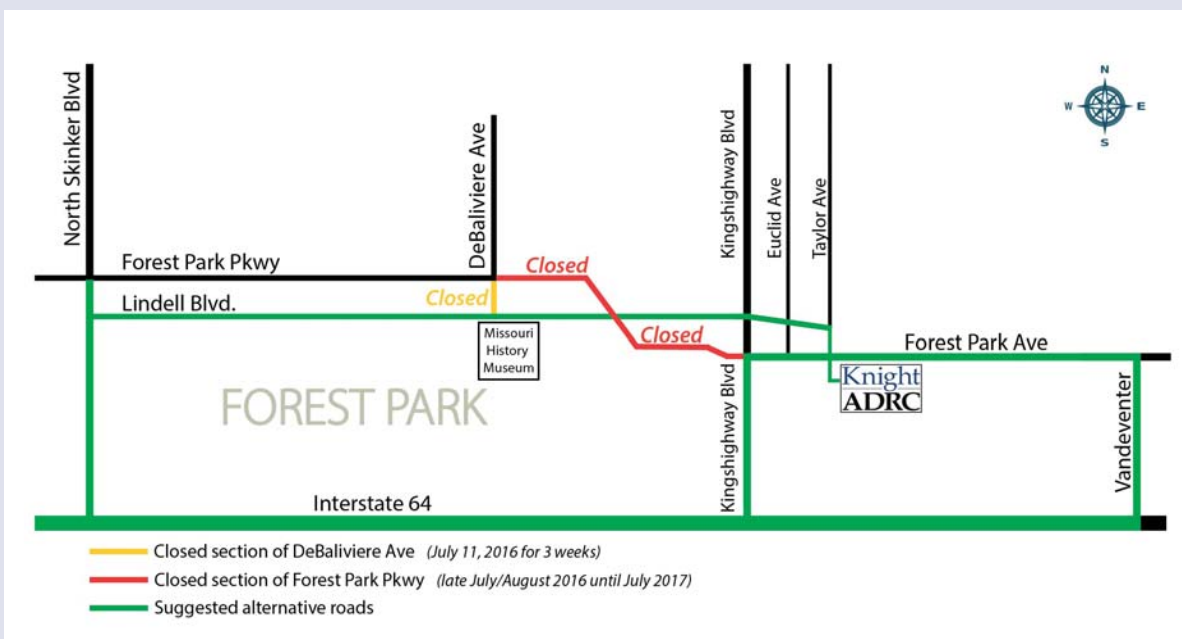 N
W
E
S
North Skinker Blvd
DeBaliviere Ave
Kingshighway Blvd
Euclid Ave
Taylor Ave
Forest Park Pkwy
Closed
Lindell Blvd.
Closed
Missouri
History
Museum
Closed
Forest Park Ave
Knight
ADRC
FOREST PARK
Kingshighway Blvd
Vandeventer
Interstate 64
Closed section of DeBaliviere Ave (July 11, 2016 for 3 weeks)
Closed section of Forest Park Pkwy (late July/August 2016 until July 2017)
Suggested alternative roads